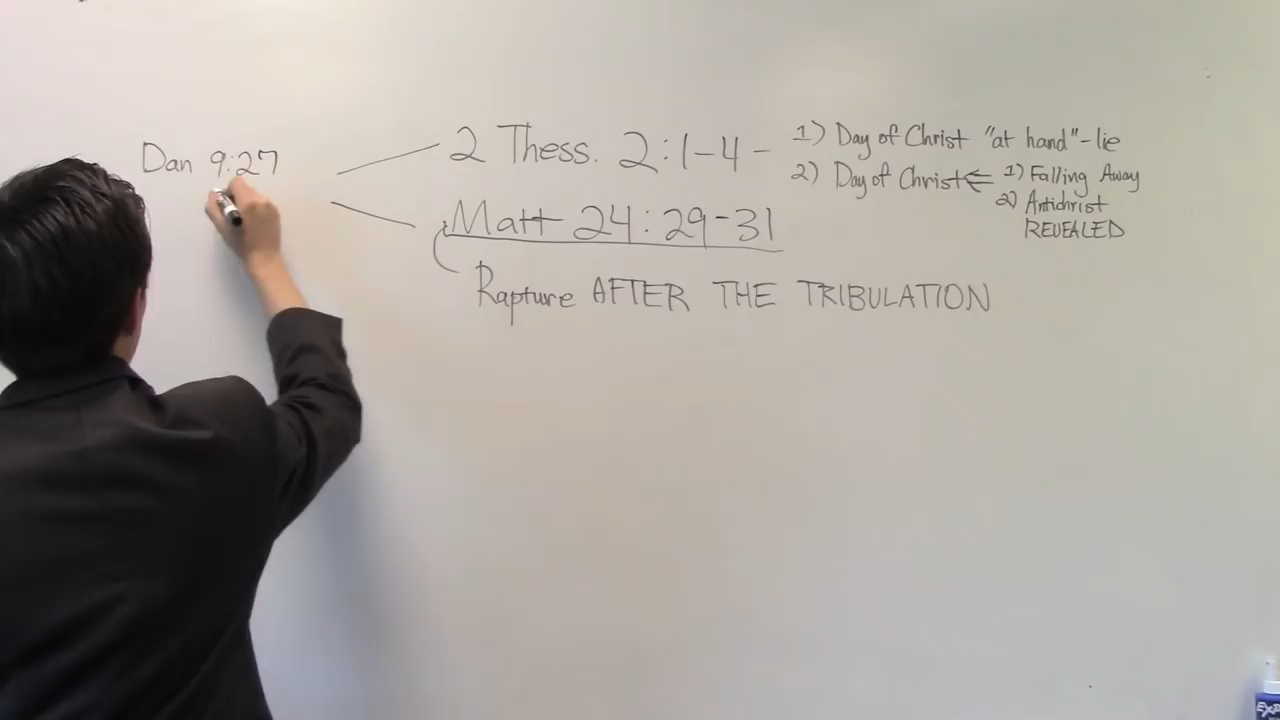 Dan 9:27
2 Thess. 2:1-4 -
1) Day of Christ "at hand" - lie
2) Day of Christ ⇐ 1) Falling Away
2) Antichrist
REVEALED
Matt 24:29-31
Rapture AFTER THE TRIBULATION